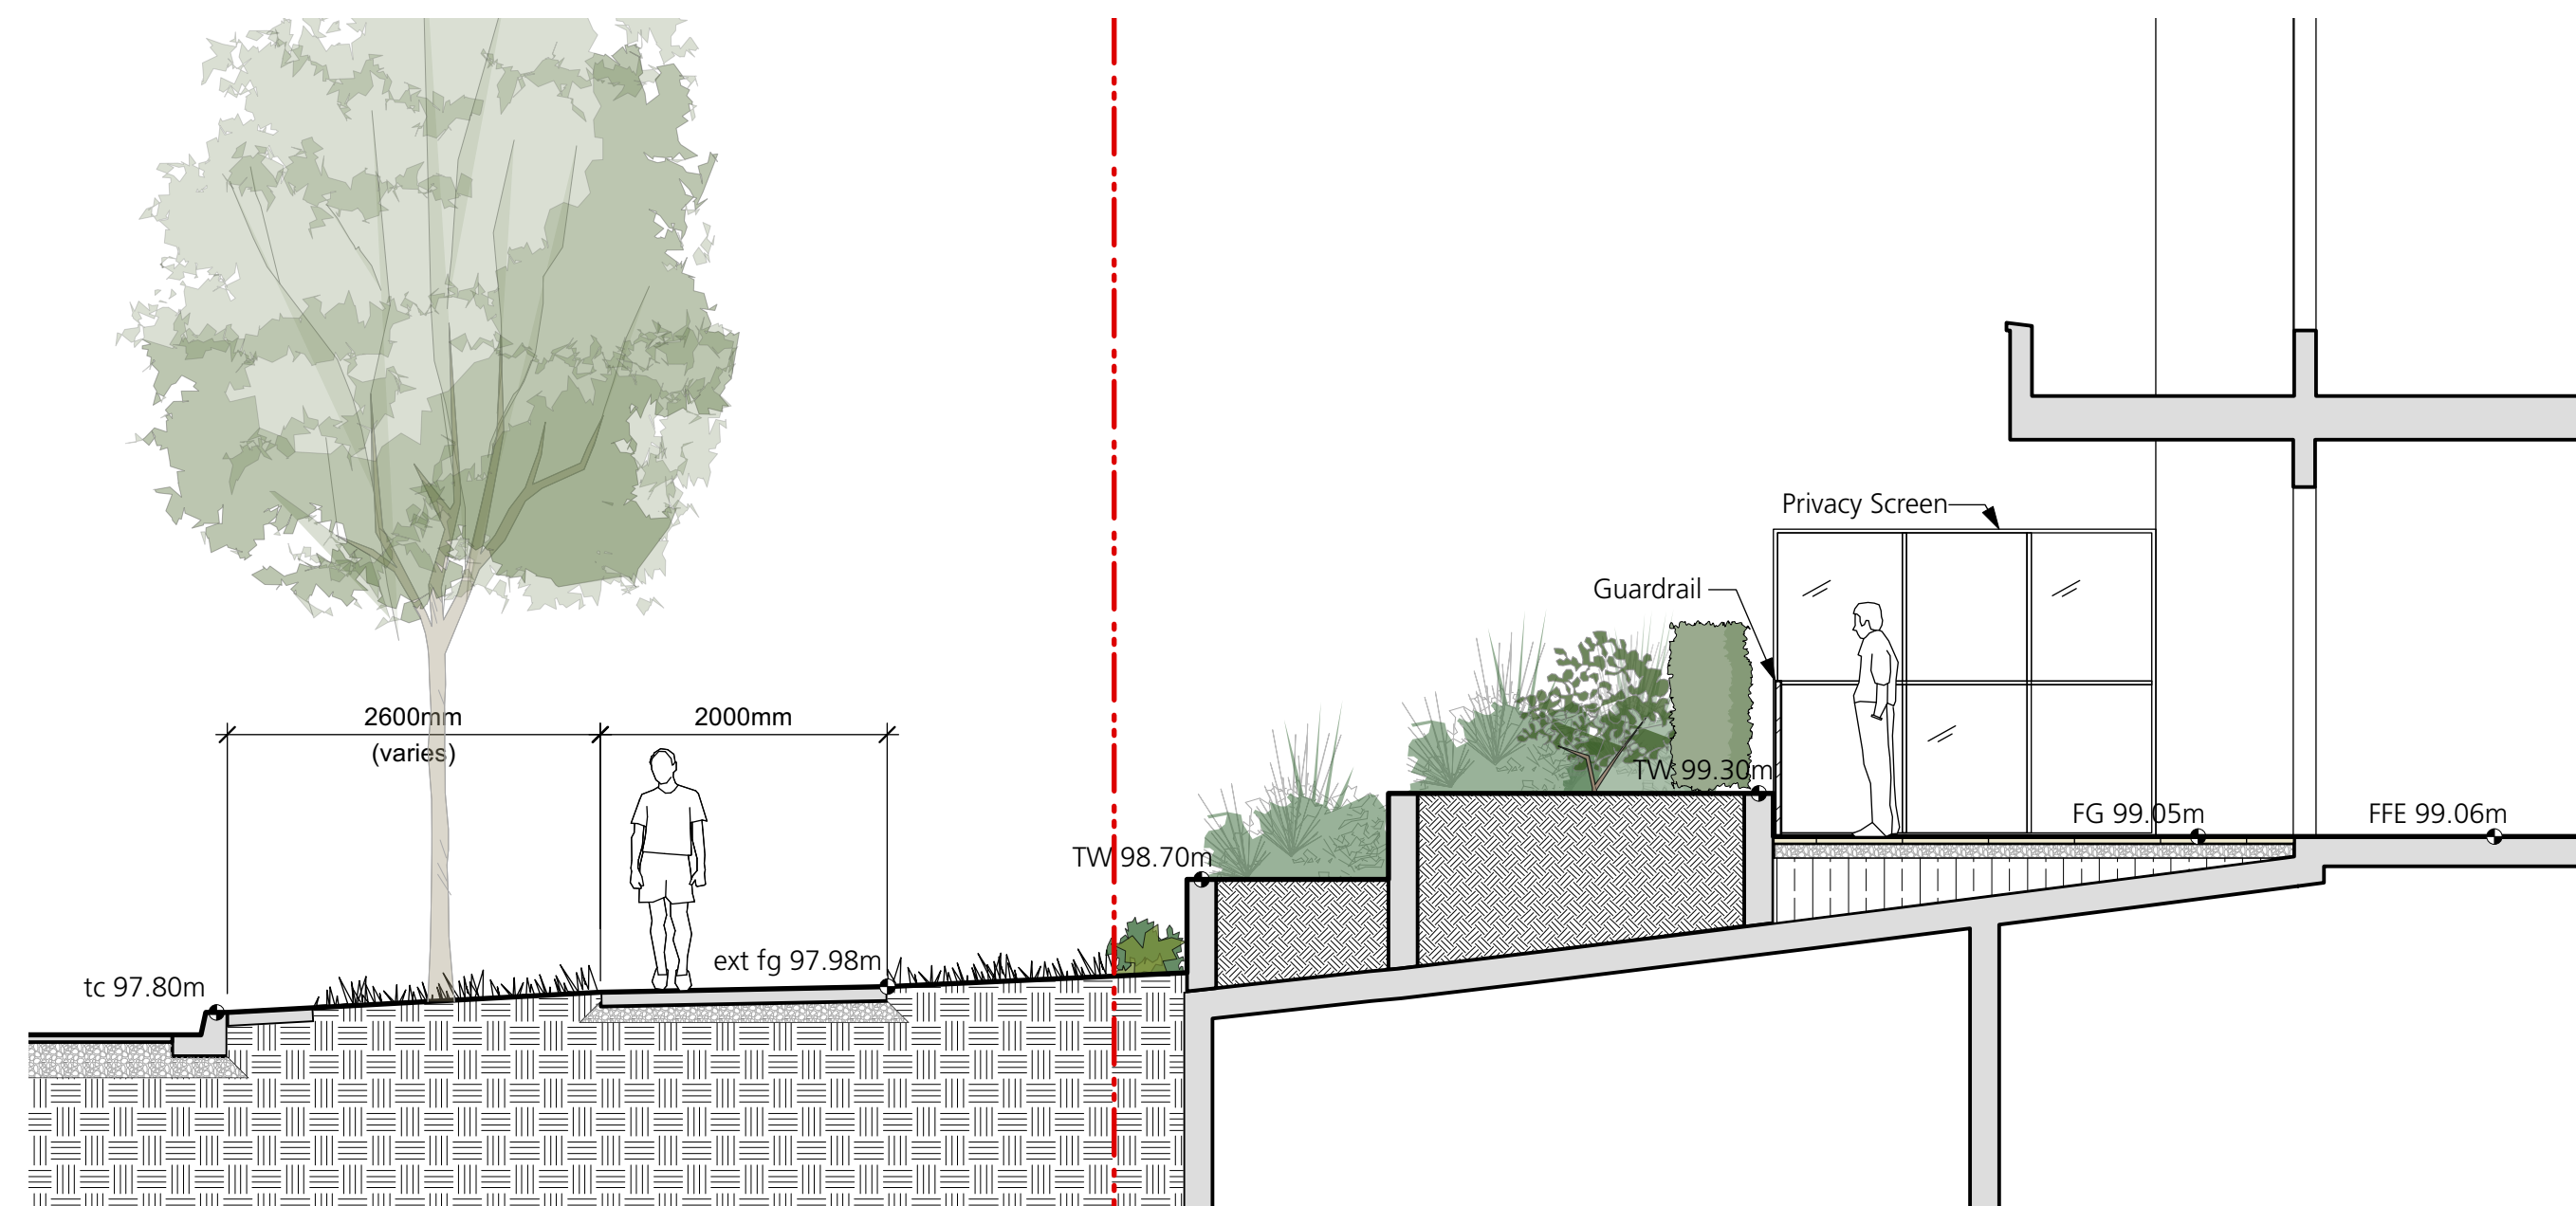 Privacy Screen
Guardrail
2600mm
(varies)
2000mm
TW 99.30m
FG 99.05m
FFE 99.06m
TW 98.70m
ext fg 97.98m
tc 97.80m